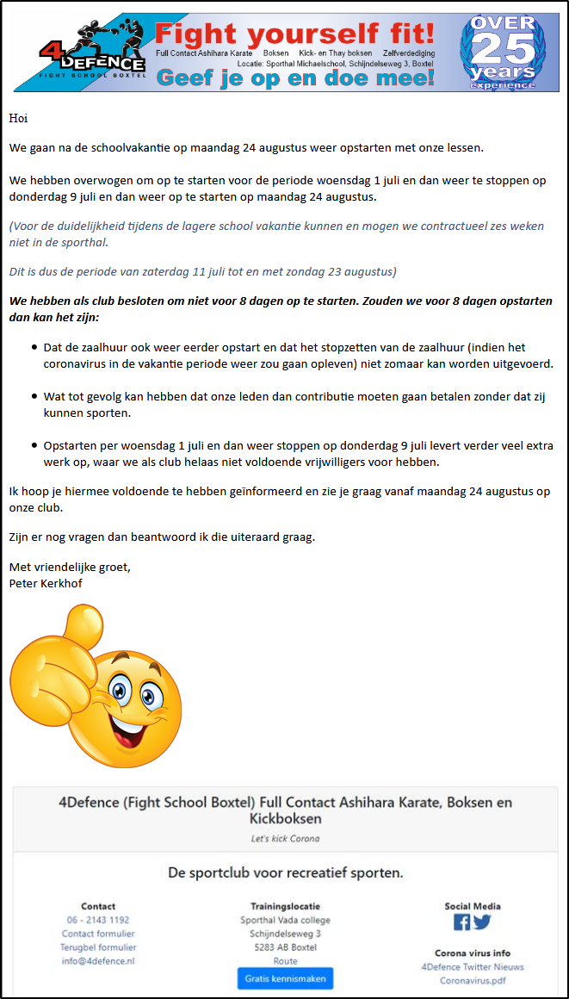 4
DEFENCE
FIGHT SCHOOL BOXTEL
Fight yourself fit!
Full Contact Ashihara Karate Boksen Kick- en Thay boksen Zelfverdediging
Locatie: Sporthal Michaelschool, Schijndelseweg 3, Boxtel
Geef je op en doe mee!
OVER
25
years
experience
Hoi
We gaan na de schoolvakantie op maandag 24 augustus weer opstarten met onze lessen.
We hebben overwogen om op te starten voor de periode woensdag 1 juli en dan weer te stoppen op
donderdag 9 juli en dan weer op te starten op maandag 24 augustus.
(Voor de duidelijkheid tijdens de lagere school vakantie kunnen en mogen we contractueel zes weken
niet in de sporthal.
Dit is dus de periode van zaterdag 11 juli tot en met zondag 23 augustus)
We hebben als club besloten om niet voor 8 dagen op te starten. Zouden we voor 8 dagen opstarten
dan kan het zijn:
• Dat de zaalhuur ook weer eerder opstart en dat het stopzetten van de zaalhuur (indien het
coronavirus in de vakantie periode weer zou gaan opleven) niet zomaar kan worden uitgevoerd.
• Wat tot gevolg kan hebben dat onze leden dan contributie moeten gaan betalen zonder dat zij
kunnen sporten.
• Opstarten per woensdag 1 juli en dan weer stoppen op donderdag 9 juli levert verder veel extra
werk op, waar we als club helaas niet voldoende vrijwilligers voor hebben.
Ik hoop je hiermee voldoende te hebben geïnformeerd en zie je graag vanaf maandag 24 augustus op
onze club.
Zijn er nog vragen dan beantwoord ik die uiteraard graag.
Met vriendelijke groet,
Peter Kerkhof
4Defence (Fight School Boxtel) Full Contact Ashihara Karate, Boksen en
Kickboksen
Let's kick Corona
De sportclub voor recreatief sporten.
Contact
06 - 2143 1192
Contact formulier
Terugbel formulier
info@4defence.nl
Trainingslocatie
Sporthal Vada college
Schijndelseweg 3
5283 AB Boxtel
Route
Gratis kennismaken
Social Media
Corona virus info
4Defence Twitter Nieuws
Coronavirus.pdf